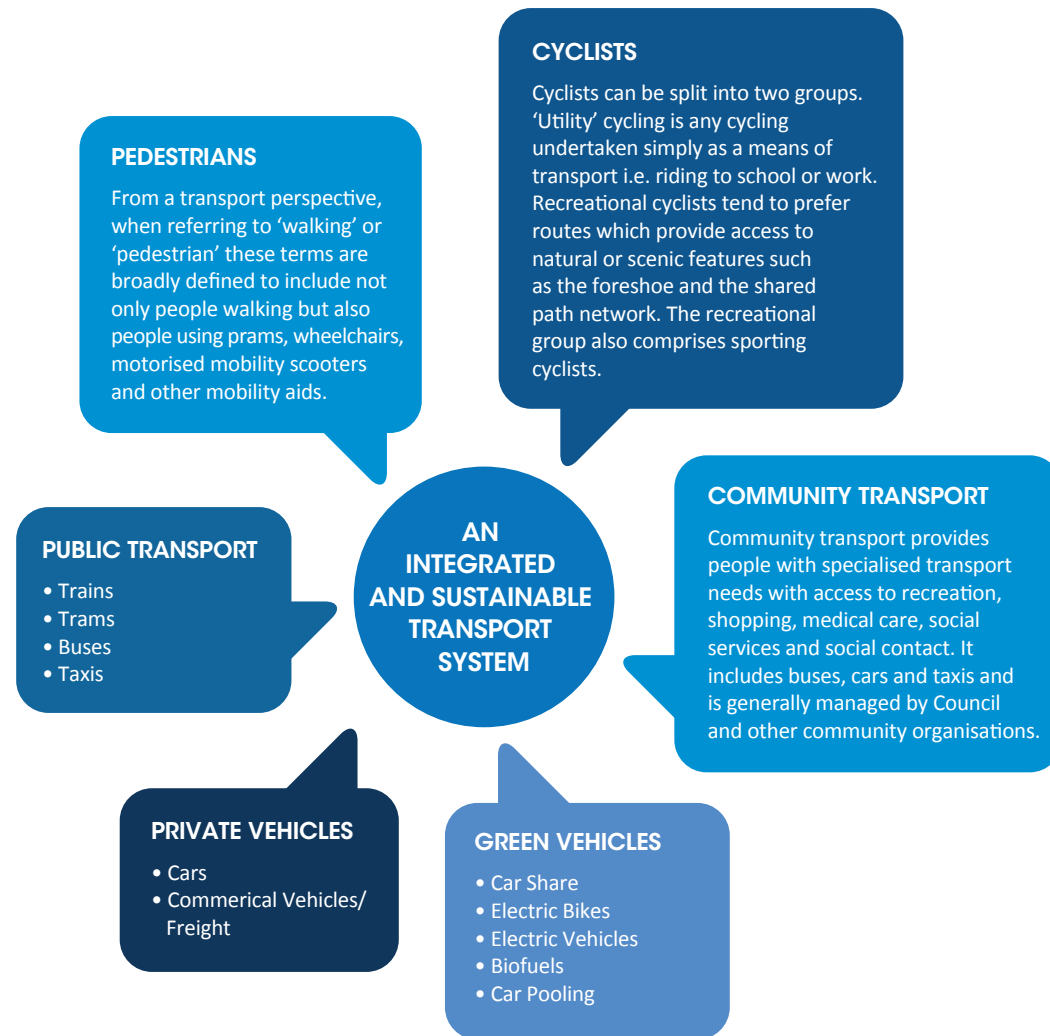 CYCLISTS
Cyclists can be split into two groups.
‘Utility’ cycling is any cycling
undertaken simply as a means of
transport i.e. riding to school or work.
Recreational cyclists tend to prefer
routes which provide access to
natural or scenic features such
as the foreshoe and the shared
path network. The recreational
group also comprises sporting
cyclists.
PEDESTRIANS
From a transport perspective,
when referring to ‘walking’ or
‘pedestrian’ these terms are
broadly defined to include not
only people walking but also
people using prams, wheelchairs,
motorised mobility scooters
and other mobility aids.
AN
INTEGRATED
AND SUSTAINABLE
TRANSPORT
SYSTEM
COMMUNITY TRANSPORT
Community transport provides
people with specialised transport
needs with access to recreation,
shopping, medical care, social
services and social contact. It
includes buses, cars and taxis and
is generally managed by Council
and other community organisations.
PUBLIC TRANSPORT
• Trains
• Trams
• Buses
• Taxis
PRIVATE VEHICLES
• Cars
• Commerical Vehicles/
Freight
GREEN VEHICLES
• Car Share
• Electric Bikes
• Electric Vehicles
• Biofuels
• Car Pooling